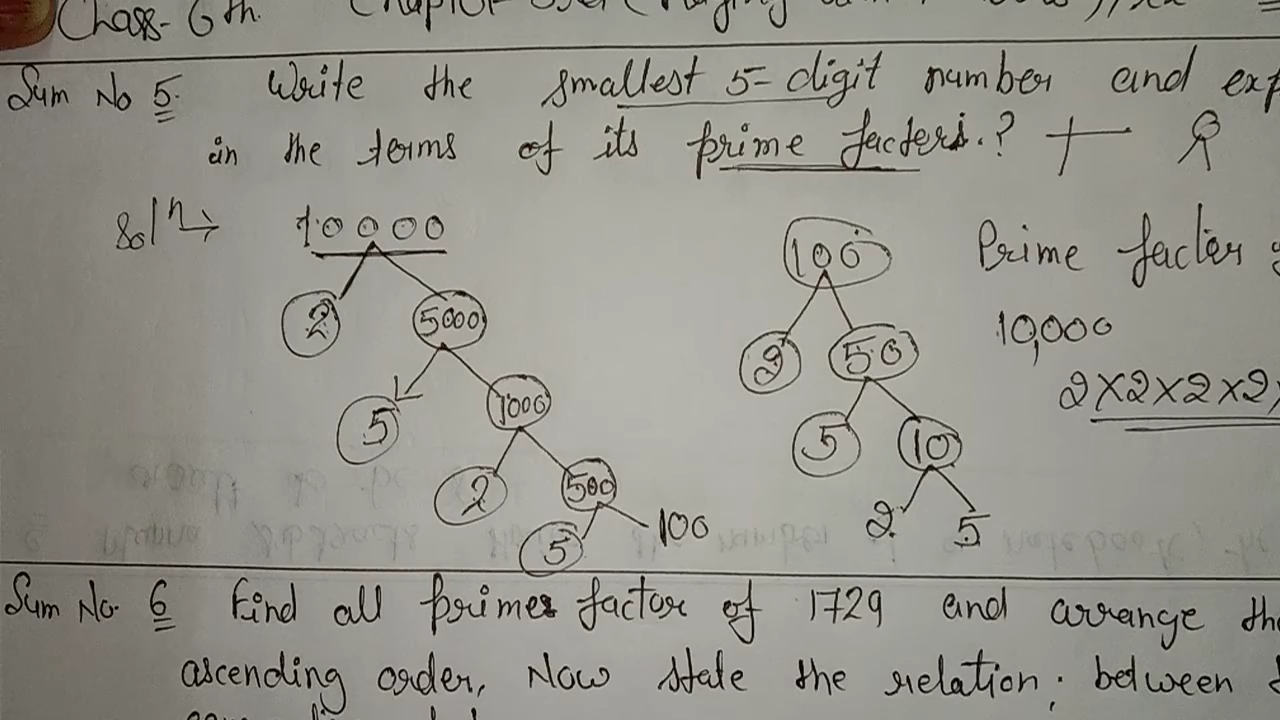 Class- 6th.
Sum No 5. Write the smallest 5-digit number and exp
in the terms of its prime factors.?
Soln→ 10000
100
Prime factor
2 5000
10,000
2 50
5 1000
2×2×2×2×
5 10
2 500
5 100
2 5
Sum No. 6 Find all primes factor of 1729 and arrange the
ascending order, Now state the relation. between